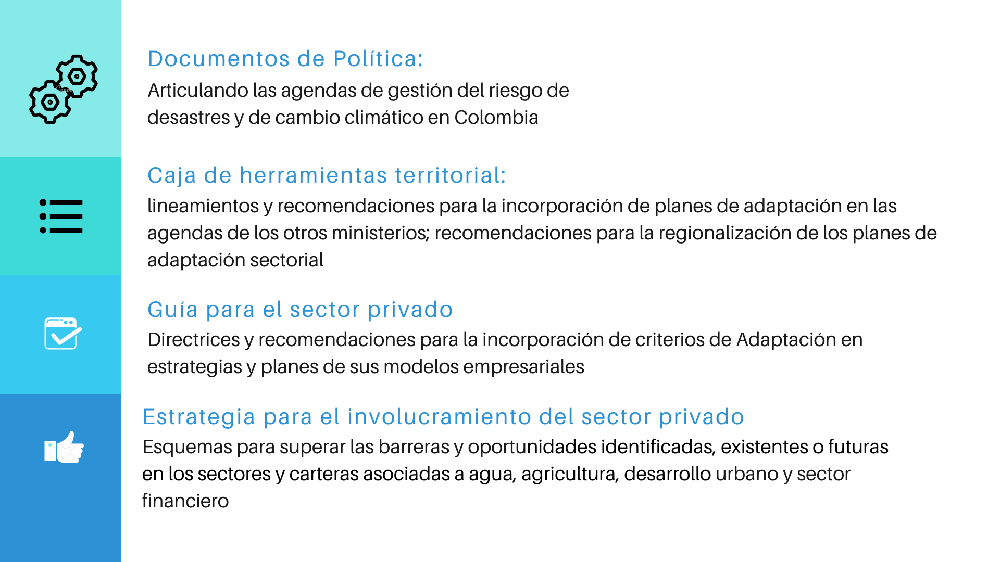 Documentos de Política:
Articulando las agendas de gestión del riesgo de
desastres y de cambio climático en Colombia
Caja de herramientas territorial:
lineamientos y recomendaciones para la incorporación de planes de adaptación en las
agendas de los otros ministerios; recomendaciones para la regionalización de los planes de
adaptación sectorial
Guía para el sector privado
Directrices y recomendaciones para la incorporación de criterios de Adaptación en
estrategias y planes de sus modelos empresariales
Estrategia para el involucramiento del sector privado
Esquemas para superar las barreras y oportunidades identificadas, existentes o futuras
en los sectores y carteras asociadas a agua, agricultura, desarrollo urbano y sector
financiero